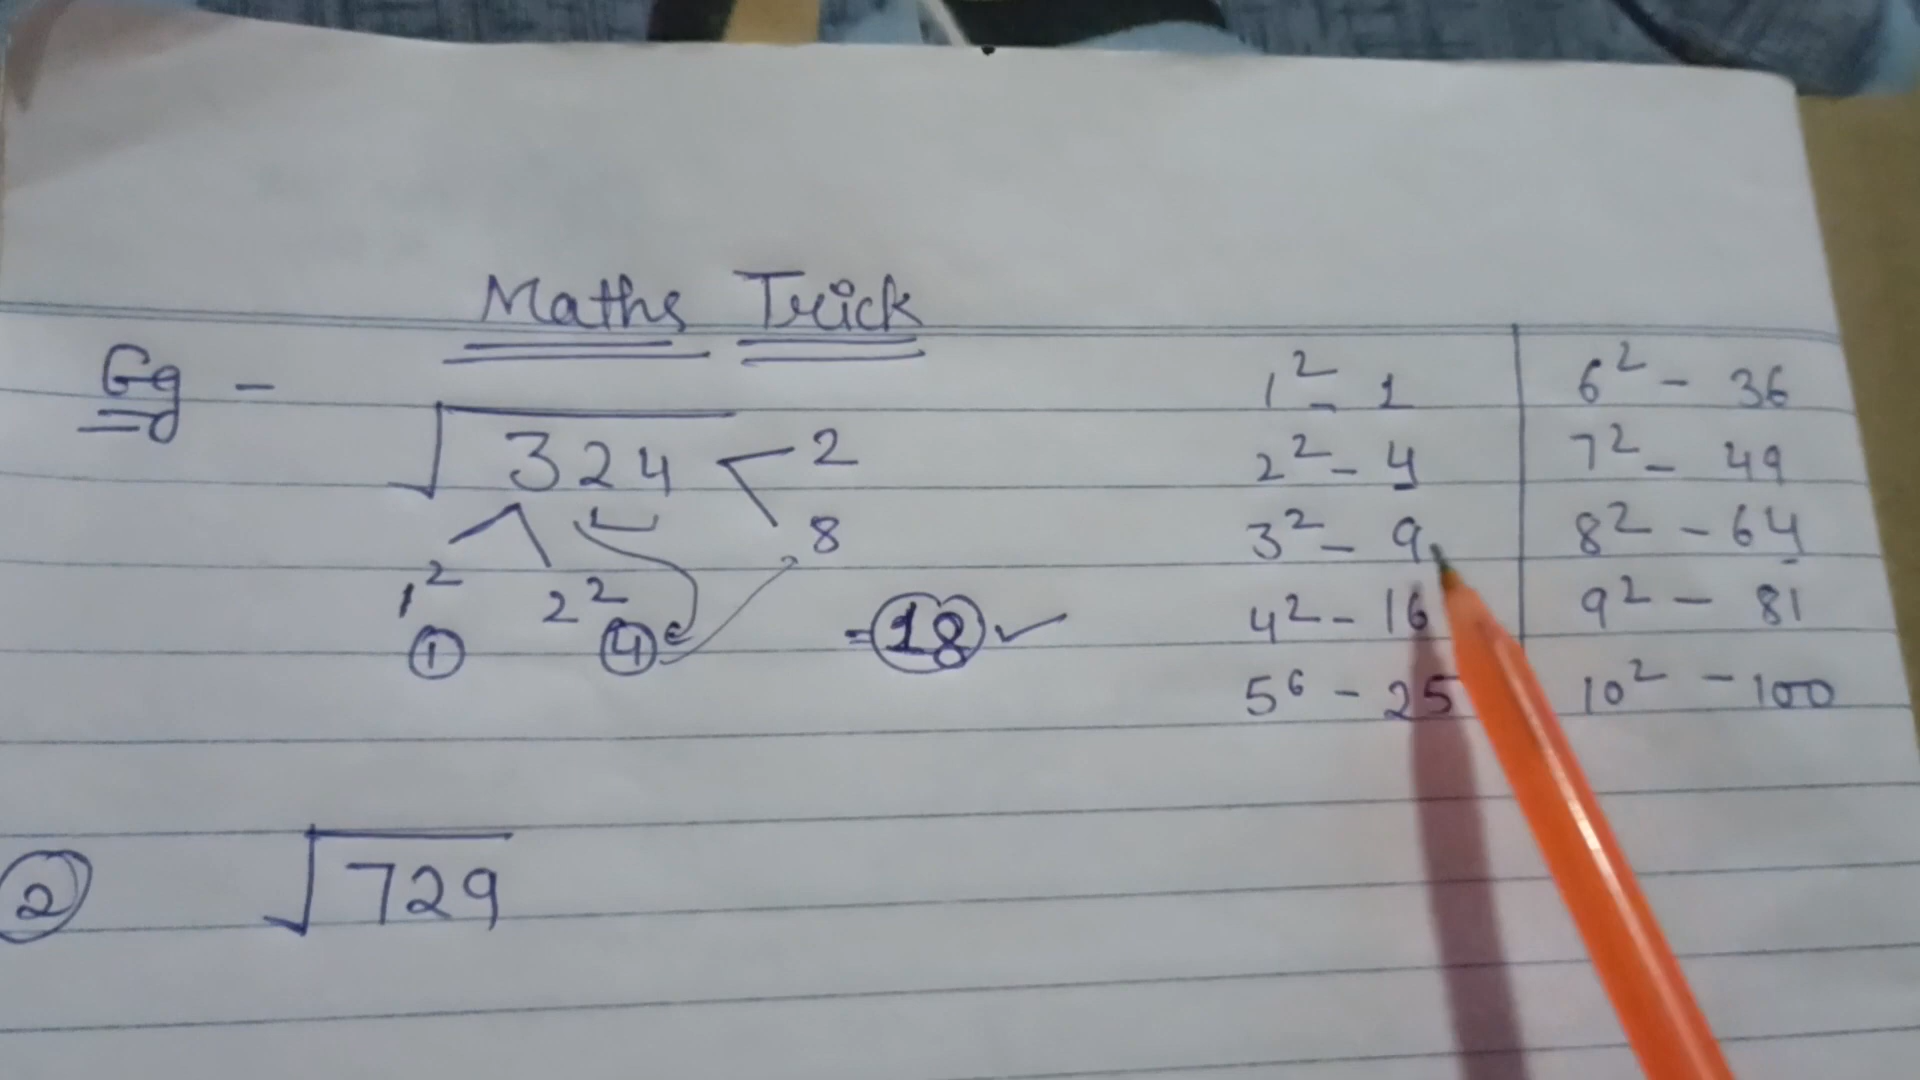 Maths Trick
Eg -
√324 < 2
8
1² 2²
① ④
= 18 ✓
1² - 1
2² - 4
3² - 9
4² - 16
5⁶ - 25
6² - 36
7² - 49
8² - 64
9² - 81
10² - 100
② √729